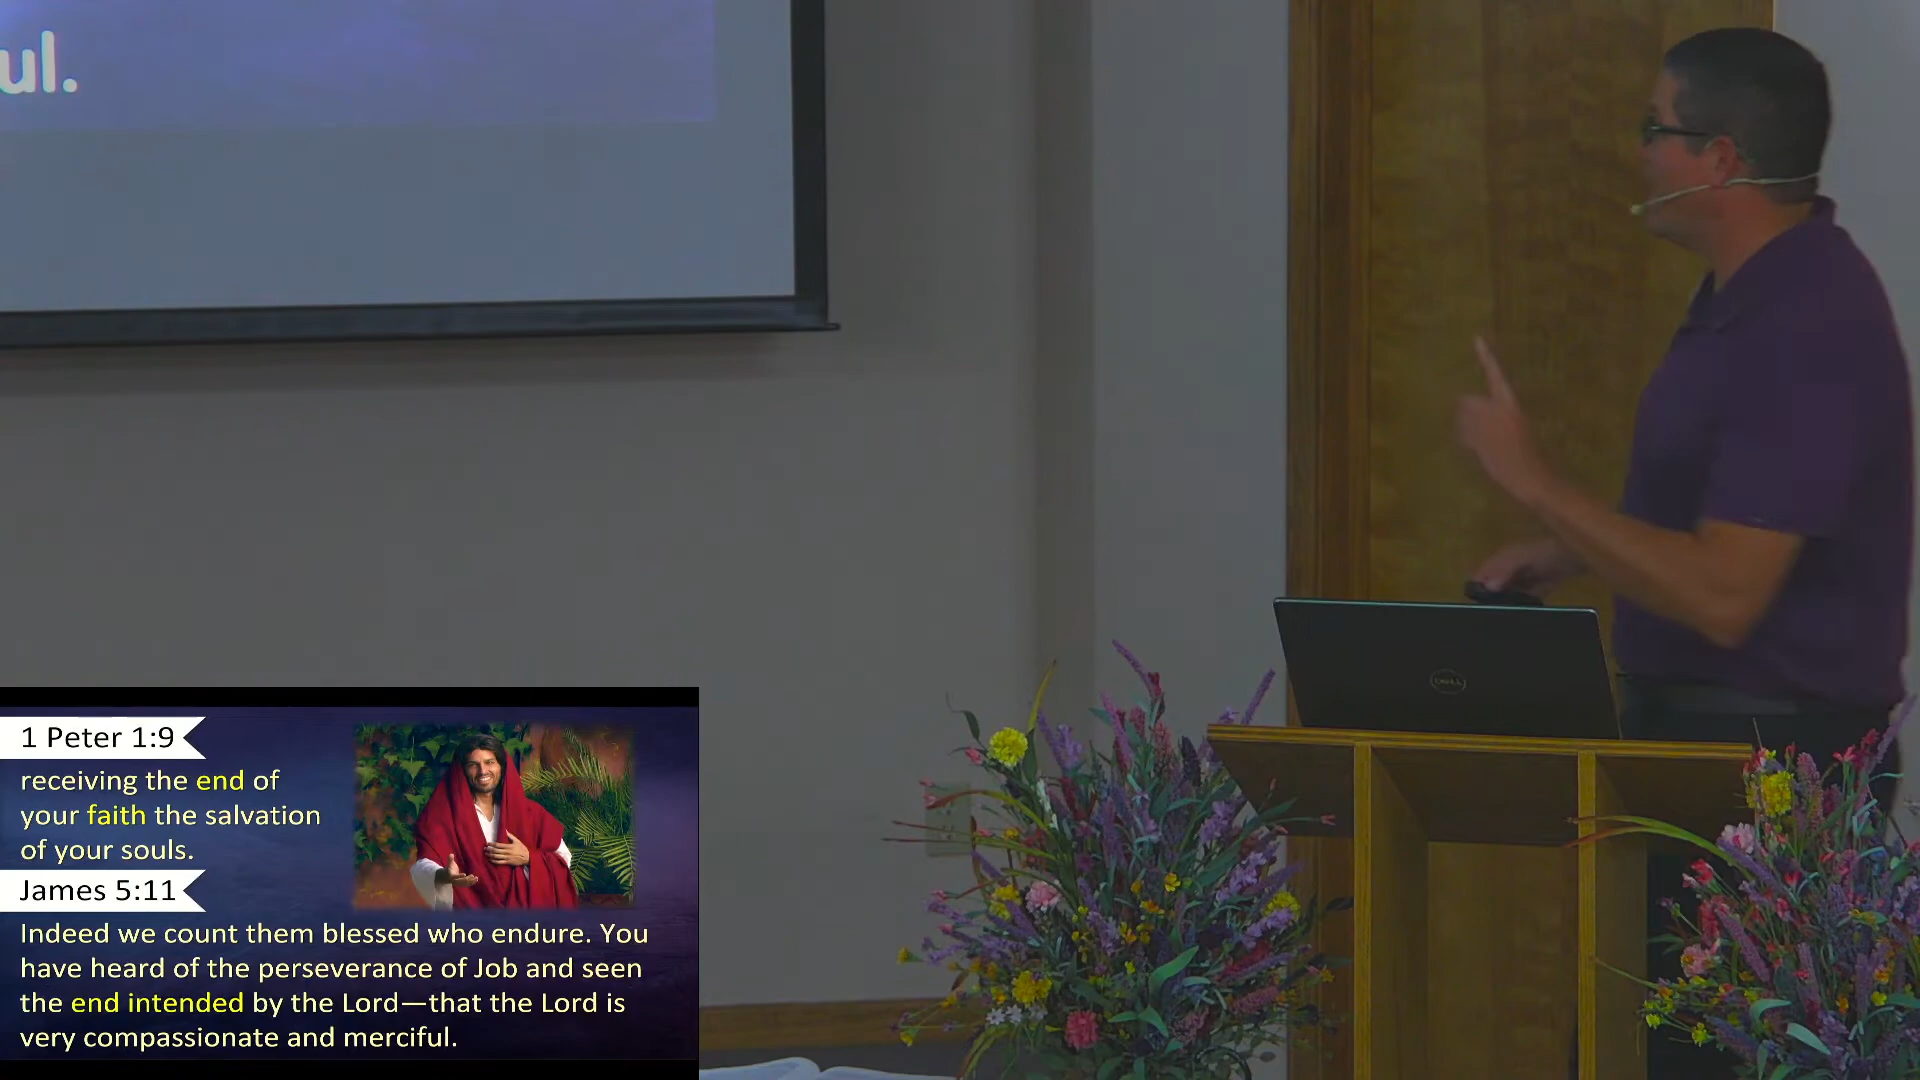 ul.
DELL
1 Peter 1:9
receiving the end of
your faith the salvation
of your souls.
James 5:11
Indeed we count them blessed who endure. You
have heard of the perseverance of Job and seen
the end intended by the Lord—that the Lord is
very compassionate and merciful.